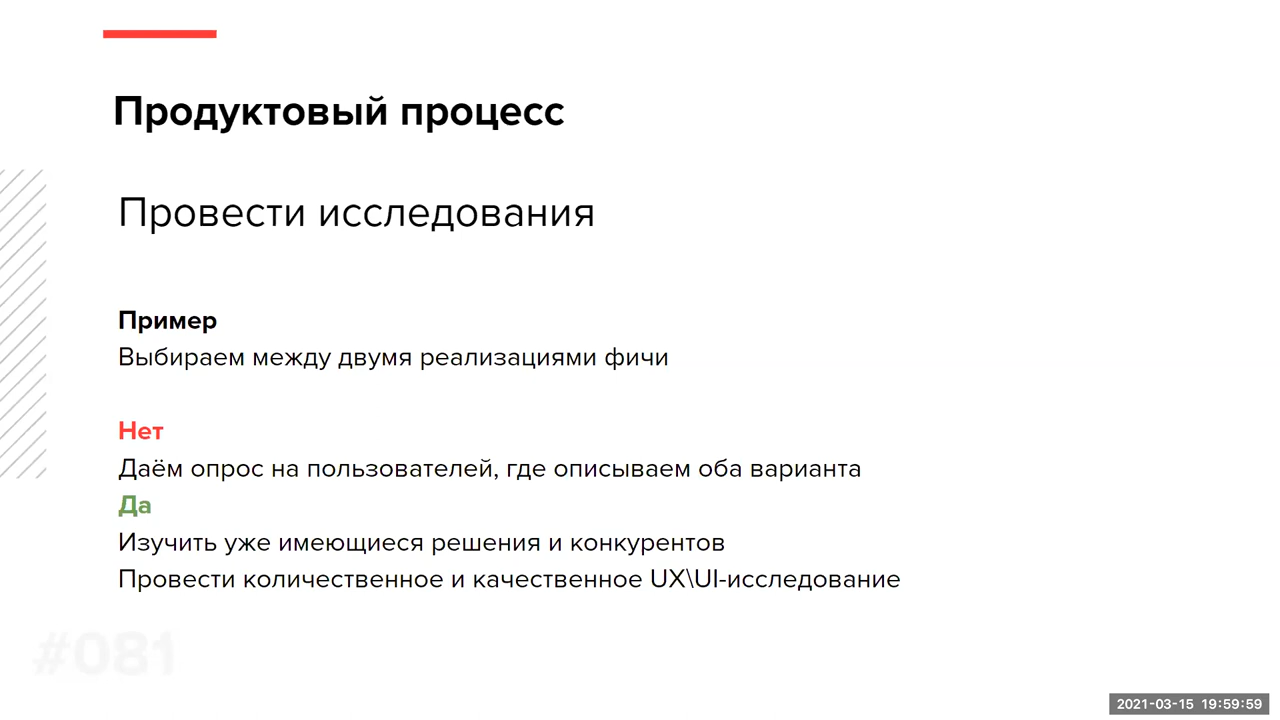 Продуктовый процесс
Провести исследования
Пример
Выбираем между двумя реализациями фичи
Нет
Даём опрос на пользователей, где описываем оба варианта
Да
Изучить уже имеющиеся решения и конкурентов
Провести количественное и качественное UX\UI-исследование
#081
2021-03-15 19:59:59